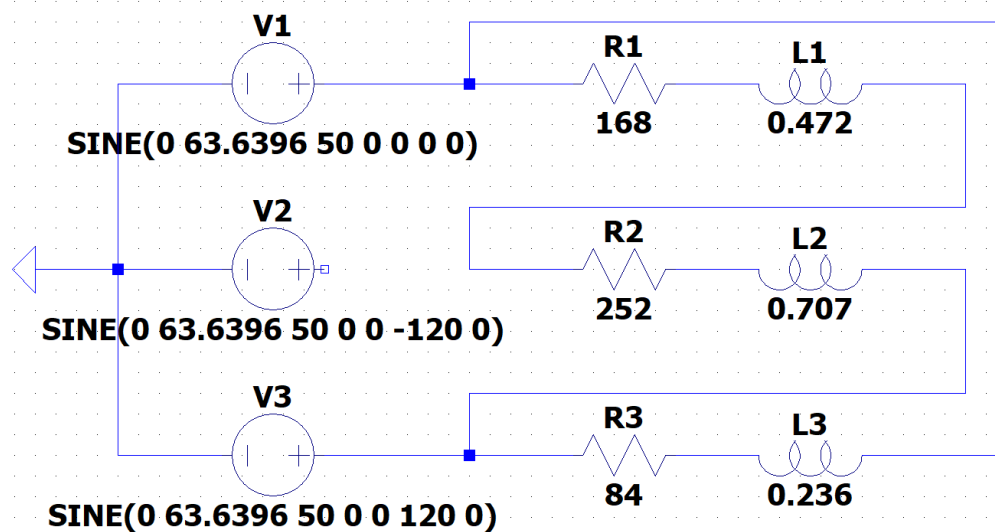 V1
R1
L1
168
0.472
SINE(0 63.6396 50 0 0 0 0)
V2
R2
L2
252
0.707
SINE(0 63.6396 50 0 0 -120 0)
V3
R3
L3
84
0.236
SINE(0 63.6396 50 0 0 120 0)